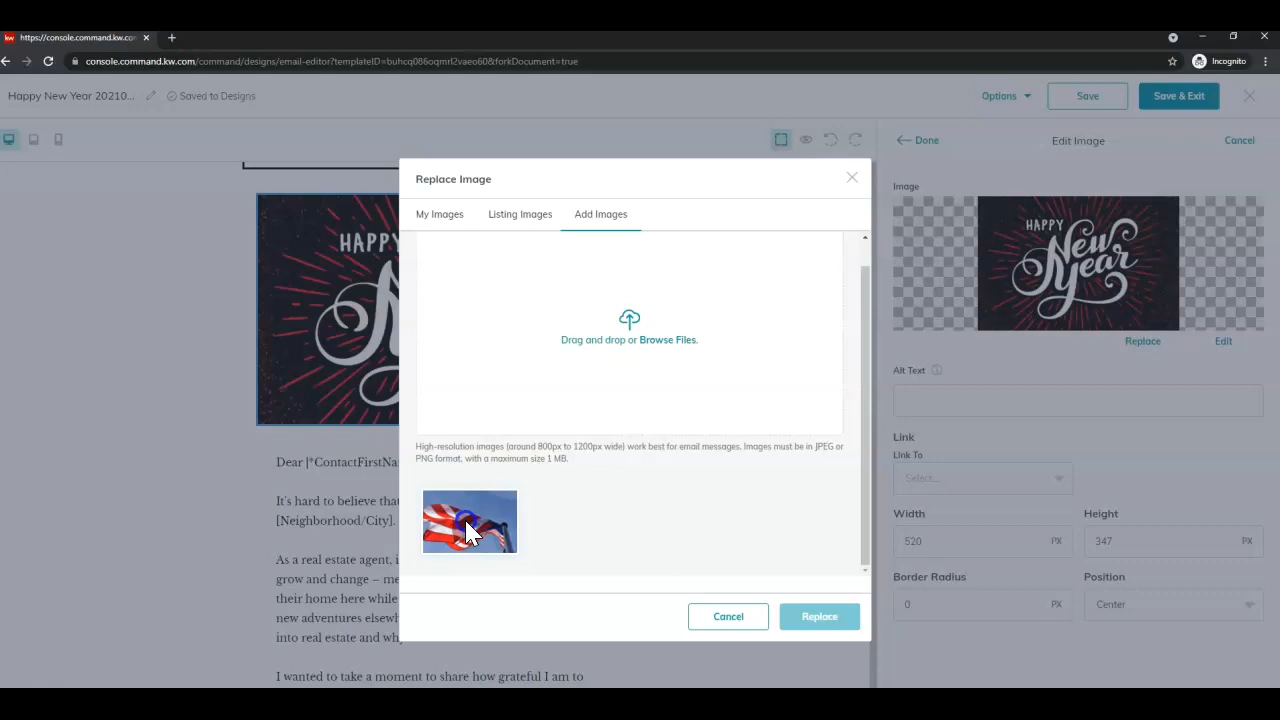 https://console.command.kw.con
console.command.kw.com/command/designs/email-editor?templateID=buhcq086oqmrl2vaeo60&forkDocument=true
Incognito
Happy New Year 20210...
Saved to Designs
Options
Save
Save & Exit
Done
Edit Image
Cancel
Replace Image
My Images
Listing Images
Add Images
Drag and drop or Browse Files.
High-resolution images (around 800px to 1200px wide) work best for email messages. Images must be in JPEG or
PNG format, with a maximum size 1 MB.
Cancel
Replace
HAPPY
Dear |*ContactFirstNa
It's hard to believe that
[Neighborhood/City].
As a real estate agent, i
grow and change – me
their home here while
new adventures elsewh
into real estate and why
I wanted to take a moment to share how grateful I am to
Image
HAPPY
New
Year
Replace
Edit
Alt Text
Link
Link To
Select...
Width
Height
520
PX
347
PX
Border Radius
Position
0
PX
Center